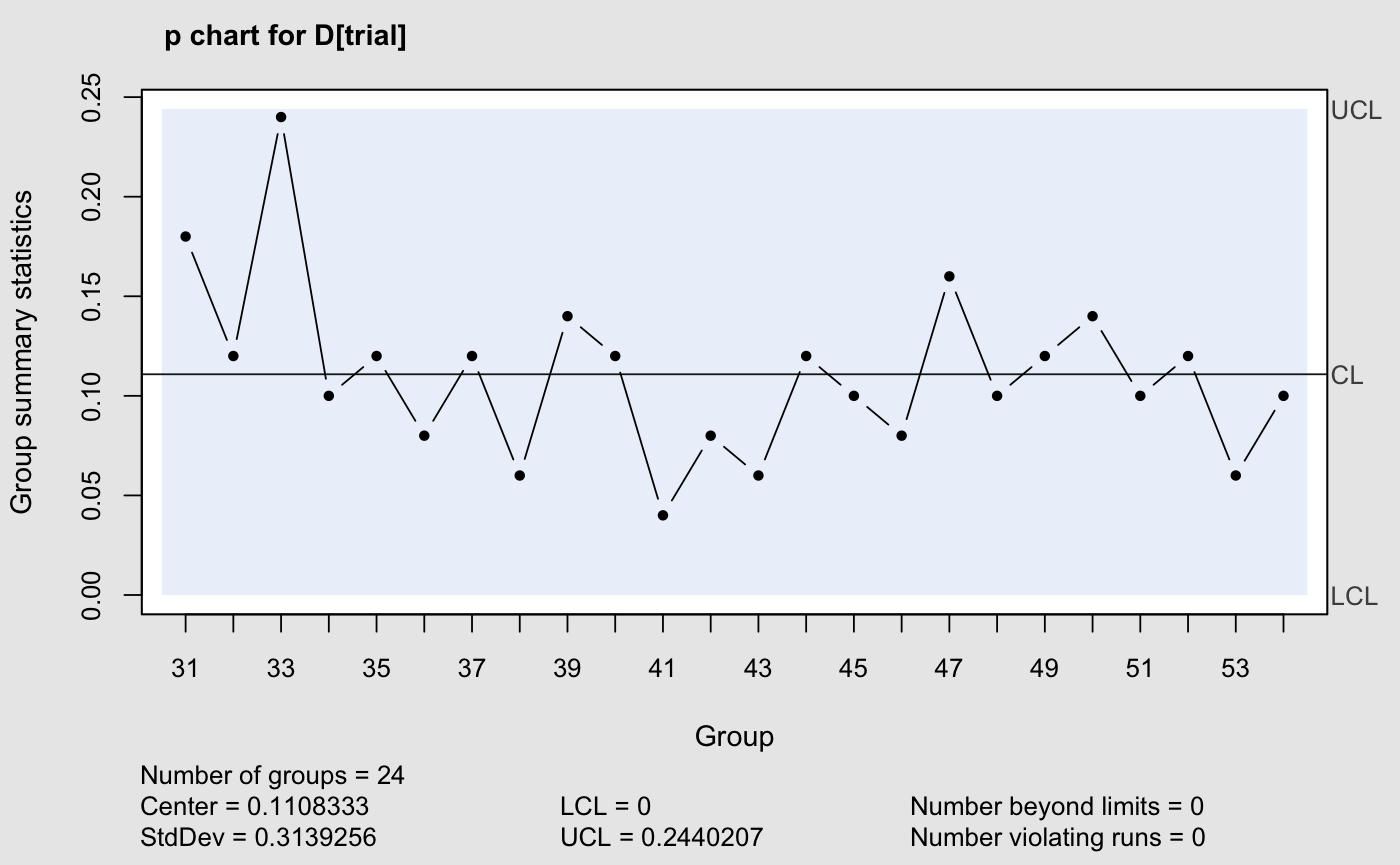 p chart for D[trial]
0.25
0.20
0.15
0.10
0.05
0.00
Group summary statistics
UCL
CL
LCL
31 33 35 37 39 41 43 45 47 49 51 53
Group
Number of groups = 24
Center = 0.1108333 LCL = 0 Number beyond limits = 0
StdDev = 0.3139256 UCL = 0.2440207 Number violating runs = 0